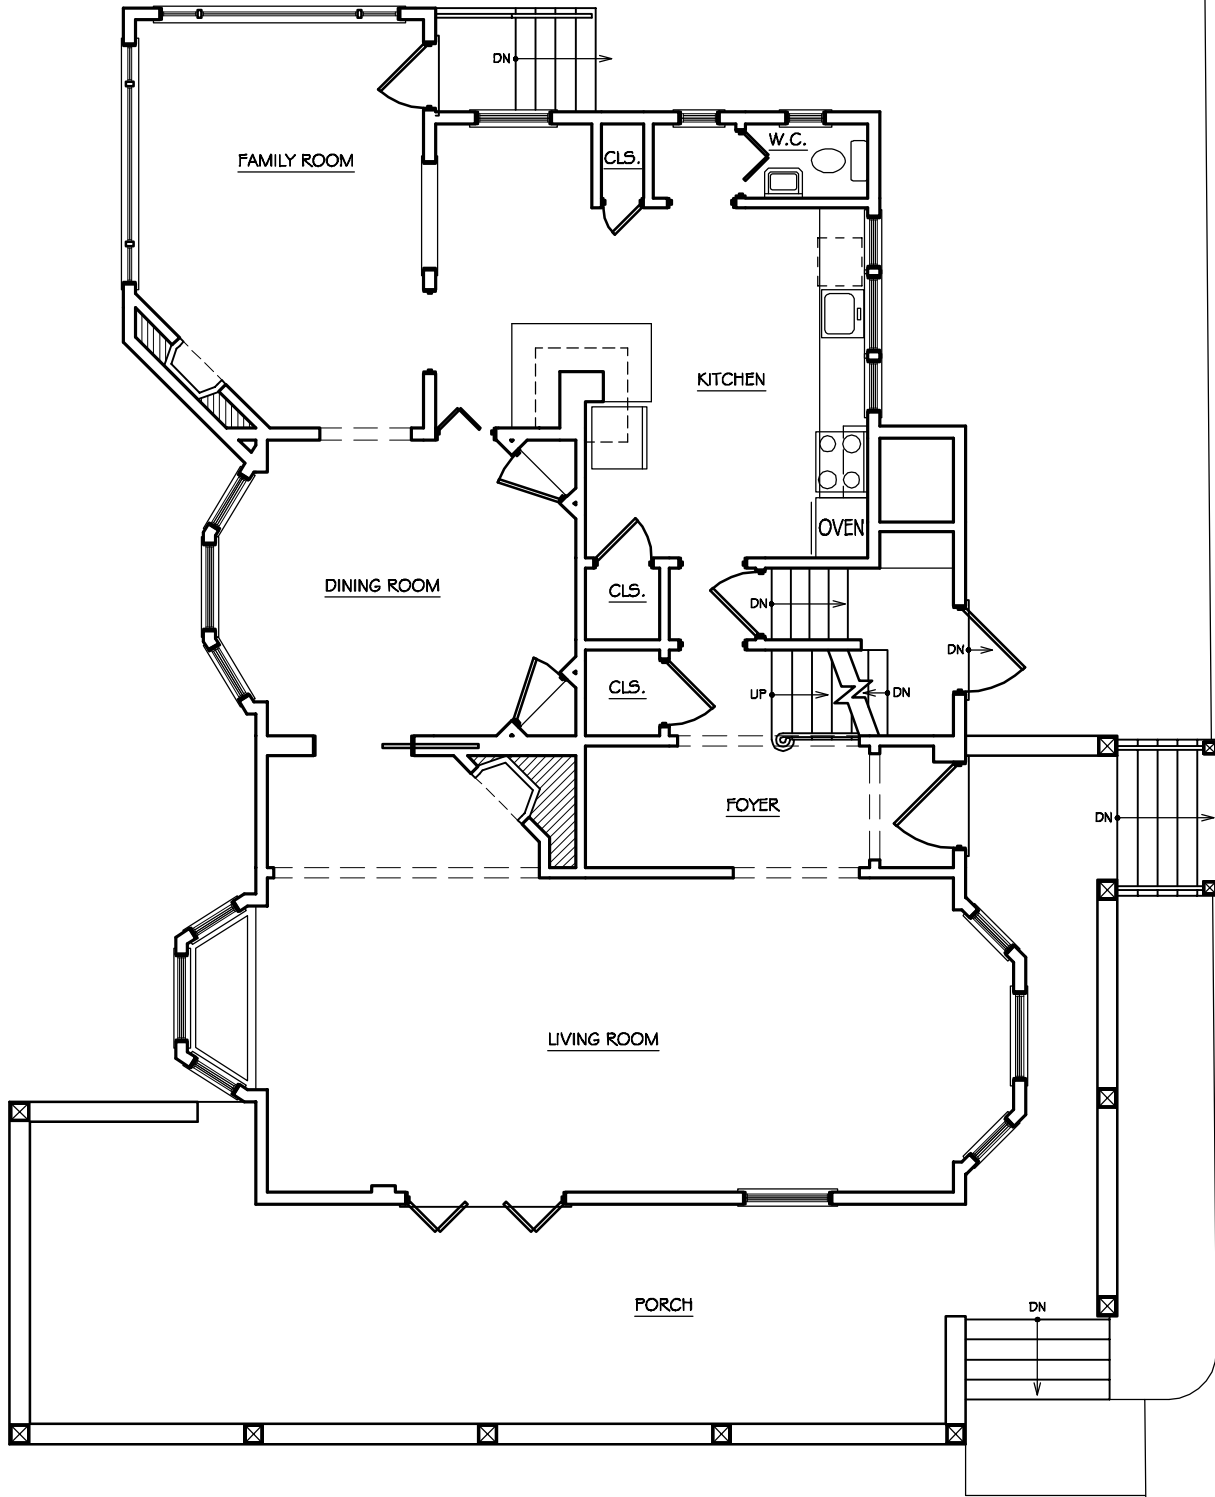 DN
W.C.
CLS.
FAMILY ROOM
KITCHEN
OVEN
DINING ROOM
CLS.
DN
DN
CLS.
UP
DN
FOYER
DN
LIVING ROOM
PORCH
DN